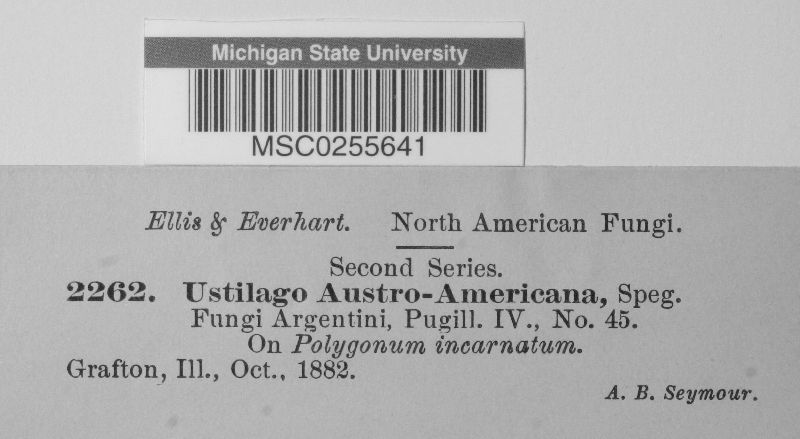 Michigan State University
MSC0255641
Ellis & Everhart. North American Fungi.
Second Series.
2262. Ustilago Austro-Americana, Speg.
Fungi Argentini, Pugill. IV., No. 45.
On Polygonum incarnatum.
Grafton, Ill., Oct., 1882.
A. B. Seymour.